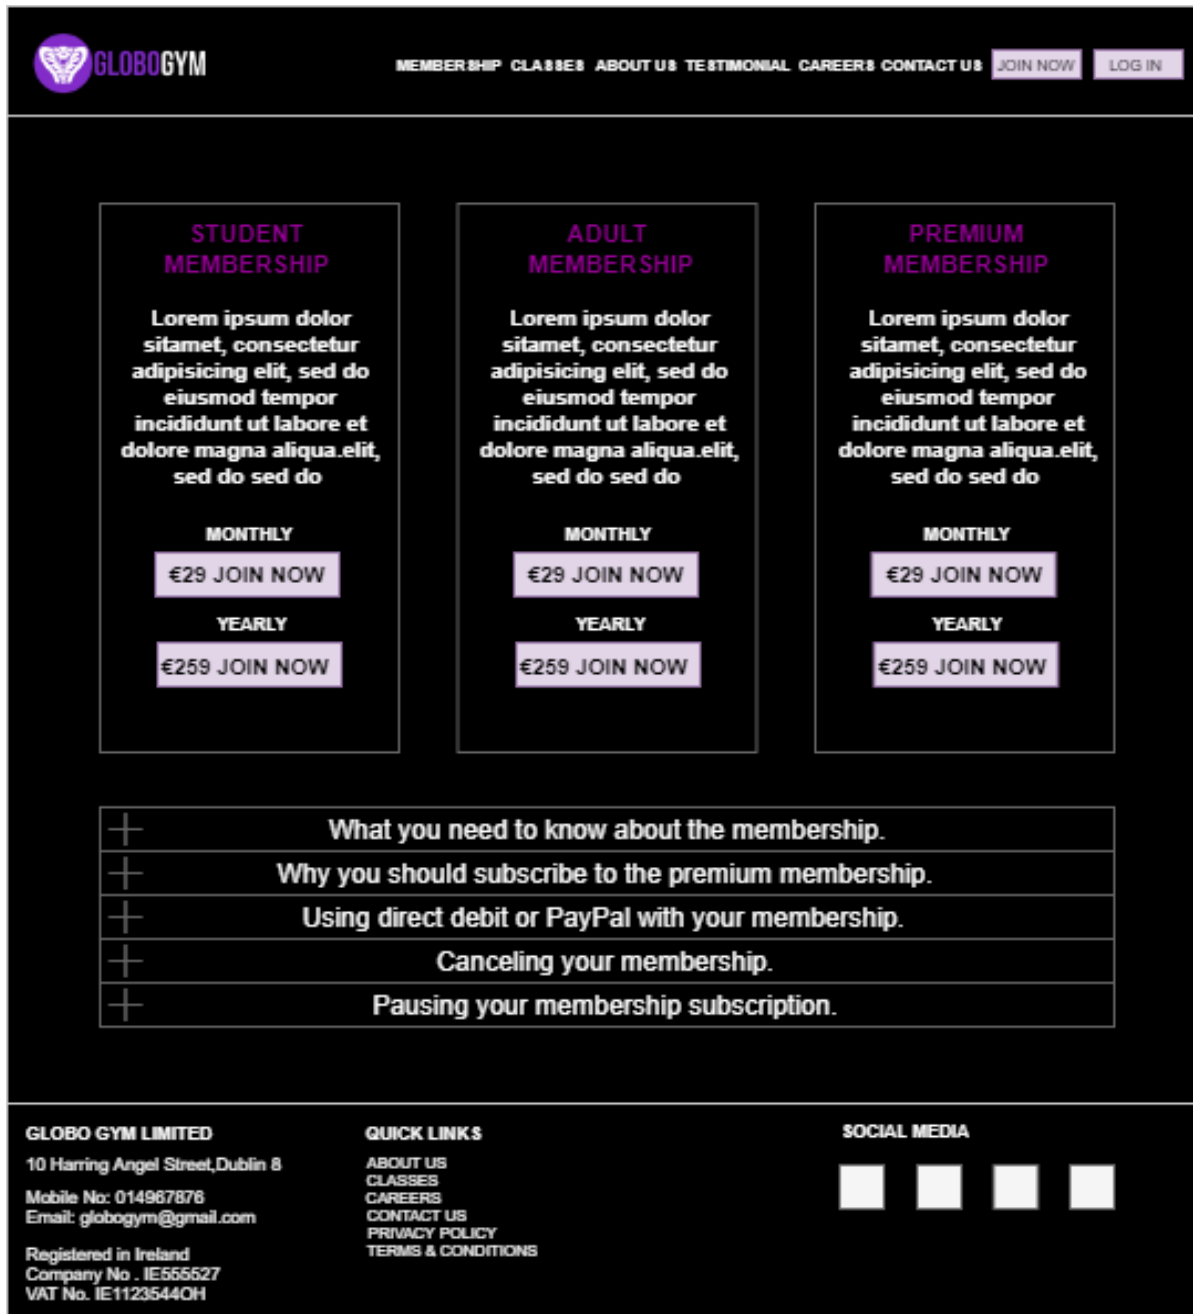 GLOBOGYM
MEMBERSHIP CLASSES ABOUT US TESTIMONIAL CAREERS CONTACT US JOIN NOW LOG IN
STUDENT
MEMBERSHIP
Lorem ipsum dolor
sitamet, consectetur
adipisicing elit, sed do
eiusmod tempor
incididunt ut labore et
dolore magna aliqua.elit,
sed do sed do
MONTHLY
€29 JOIN NOW
YEARLY
€259 JOIN NOW
ADULT
MEMBERSHIP
Lorem ipsum dolor
sitamet, consectetur
adipisicing elit, sed do
eiusmod tempor
incididunt ut labore et
dolore magna aliqua.elit,
sed do sed do
MONTHLY
€29 JOIN NOW
YEARLY
€259 JOIN NOW
PREMIUM
MEMBERSHIP
Lorem ipsum dolor
sitamet, consectetur
adipisicing elit, sed do
eiusmod tempor
incididunt ut labore et
dolore magna aliqua.elit,
sed do sed do
MONTHLY
€29 JOIN NOW
YEARLY
€259 JOIN NOW
What you need to know about the membership.
Why you should subscribe to the premium membership.
Using direct debit or PayPal with your membership.
Canceling your membership.
Pausing your membership subscription.
GLOBO GYM LIMITED
10 Harring Angel Street,Dublin 8
Mobile No: 014967876
Email: globogym@gmail.com
Registered in Ireland
Company No . IE555527
VAT No. IE1123544OH
QUICK LINKS
ABOUT US
CLASSES
CAREERS
CONTACT US
PRIVACY POLICY
TERMS & CONDITIONS
SOCIAL MEDIA